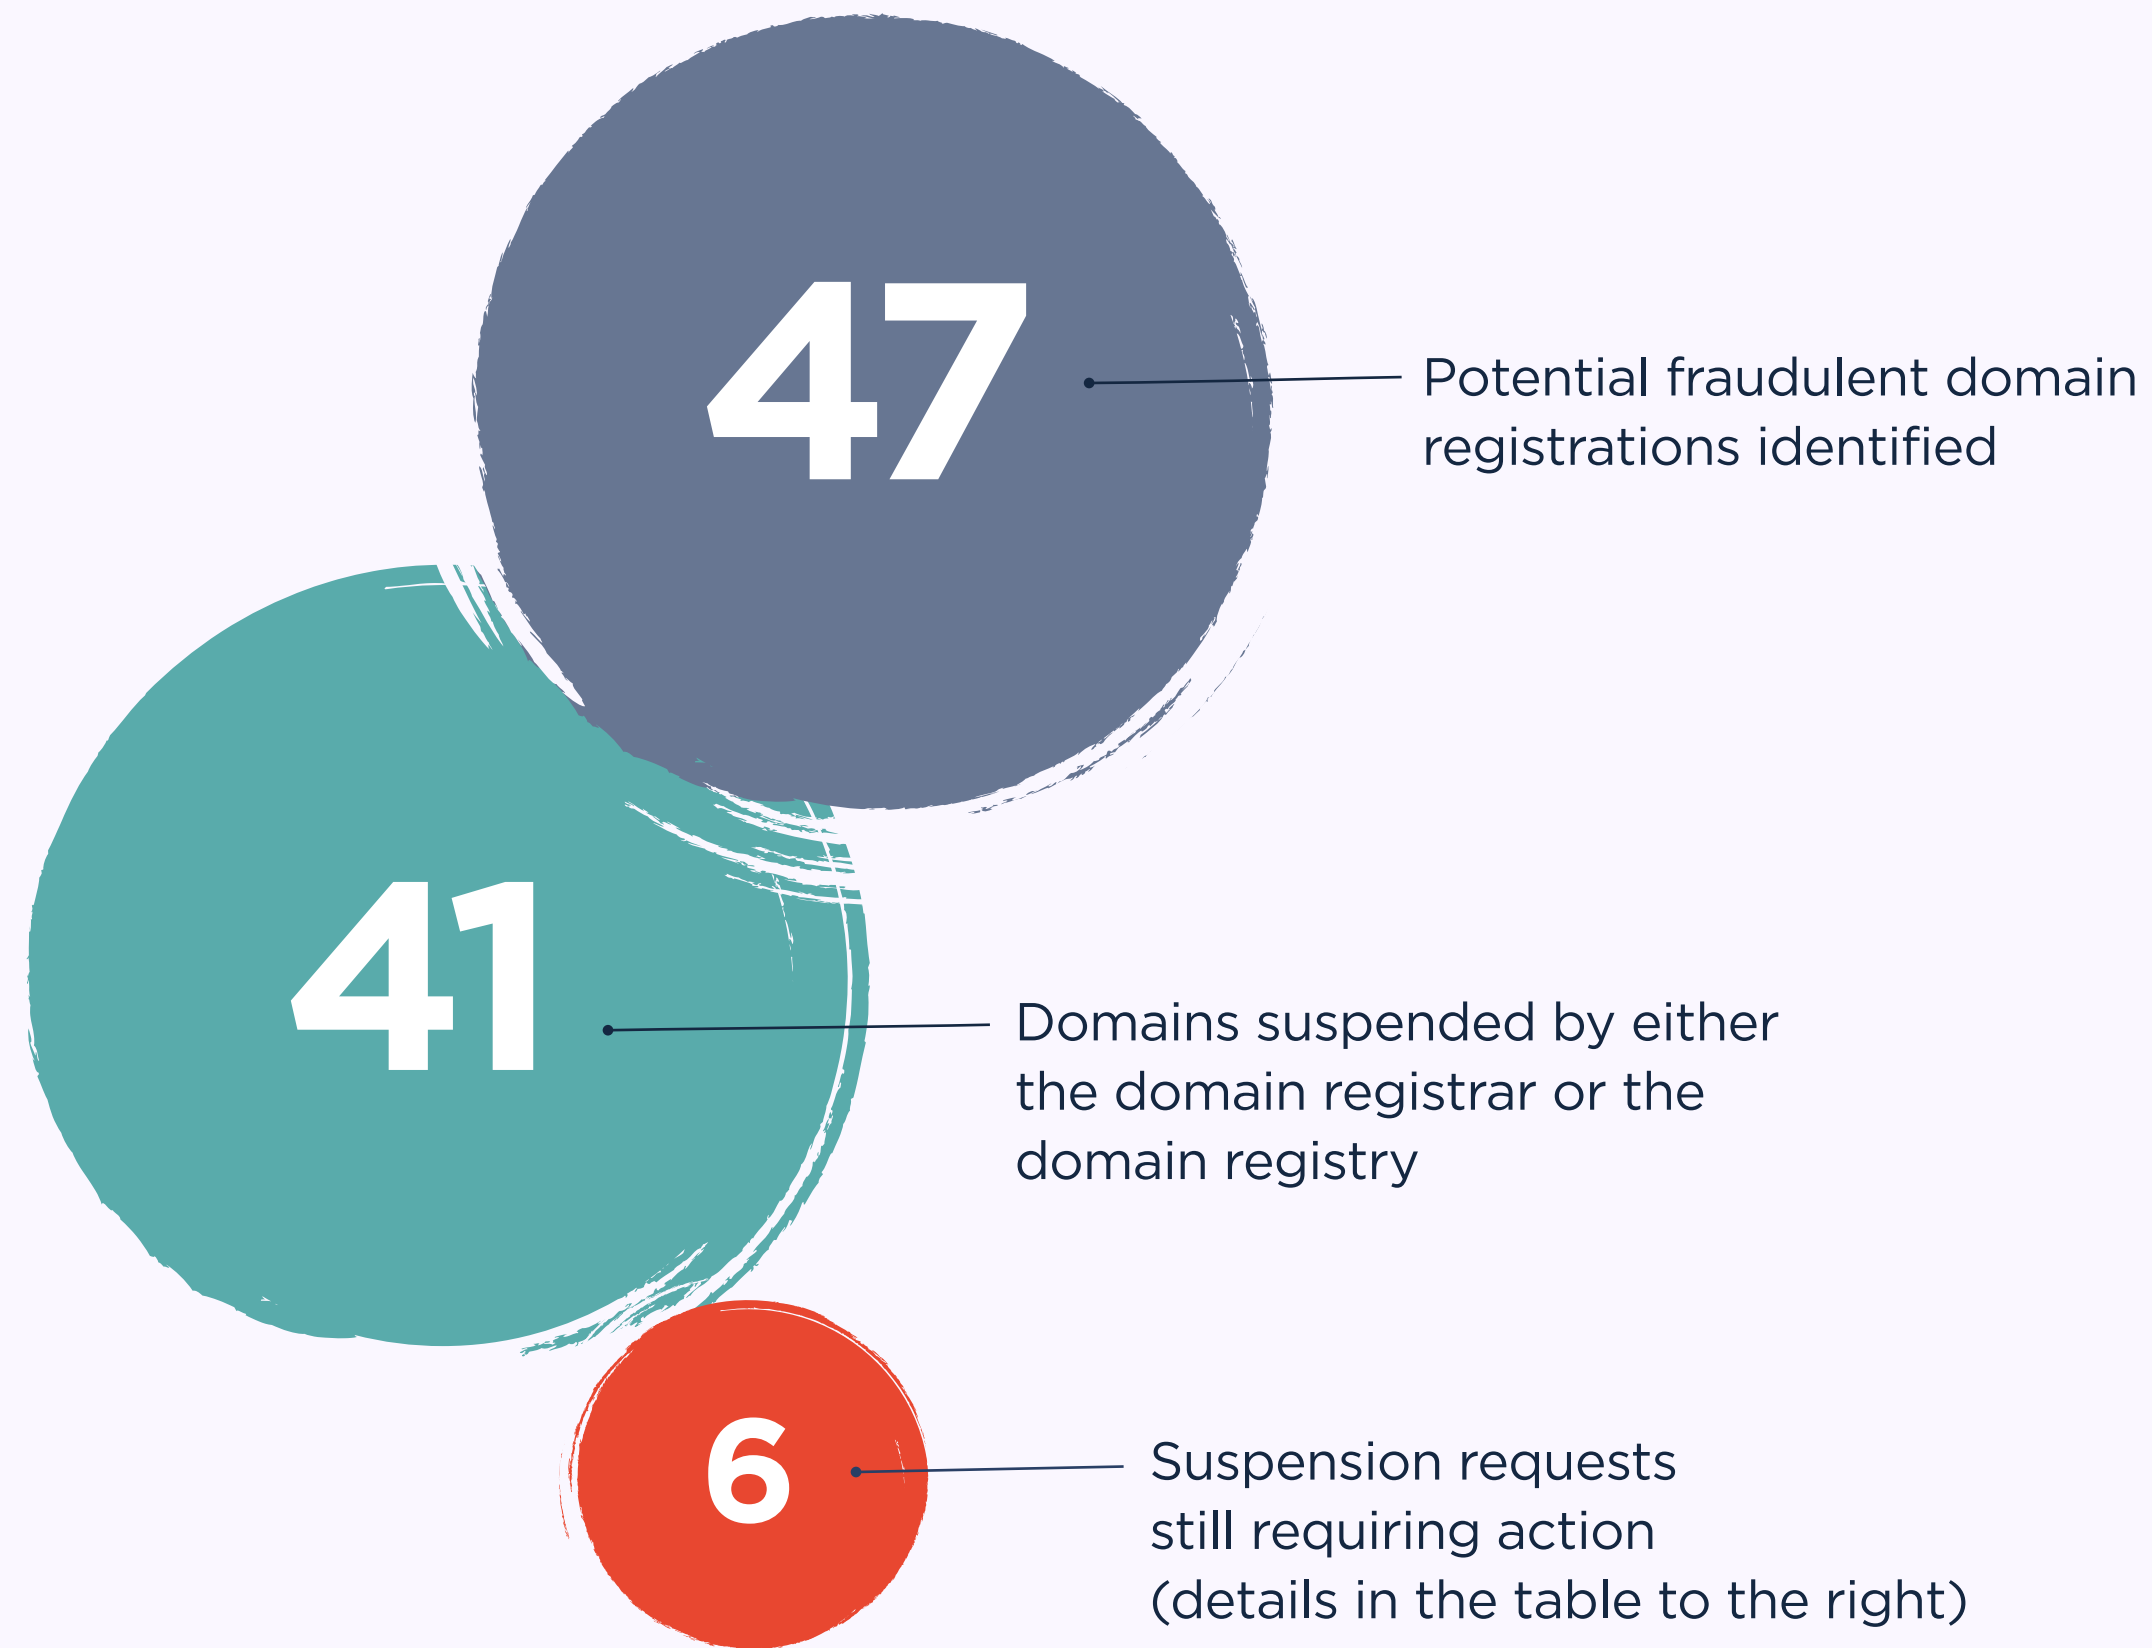 47
Potential fraudulent domain
registrations identified
41
Domains suspended by either
the domain registrar or the
domain registry
6
Suspension requests
still requiring action
(details in the table to the right)